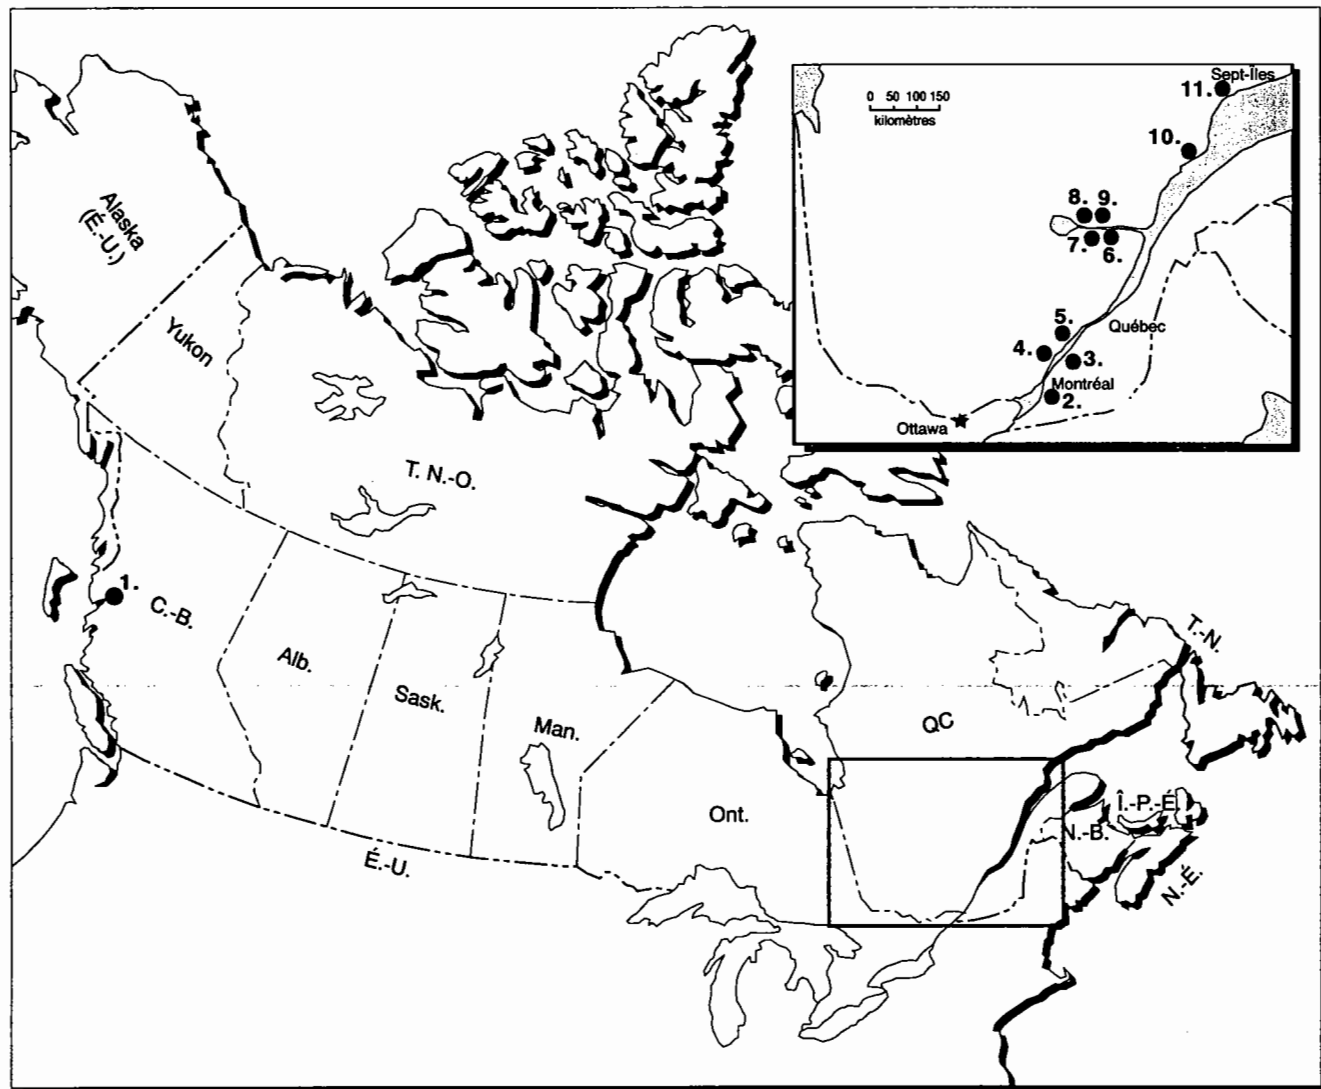 Alaska
(É.-U.)
Yukon
T. N.-O.
1.
C.-B.
Alb.
Sask.
Man.
Ont.
QC
É.-U.
T.-N.
Î.-P.-É.
N.-B.
N.-É.
0 50 100 150
kilomètres
Sept-Îles
11.
10.
8. 9.
7. 6.
5.
4.
3.
Québec
Montréal
2.
Ottawa